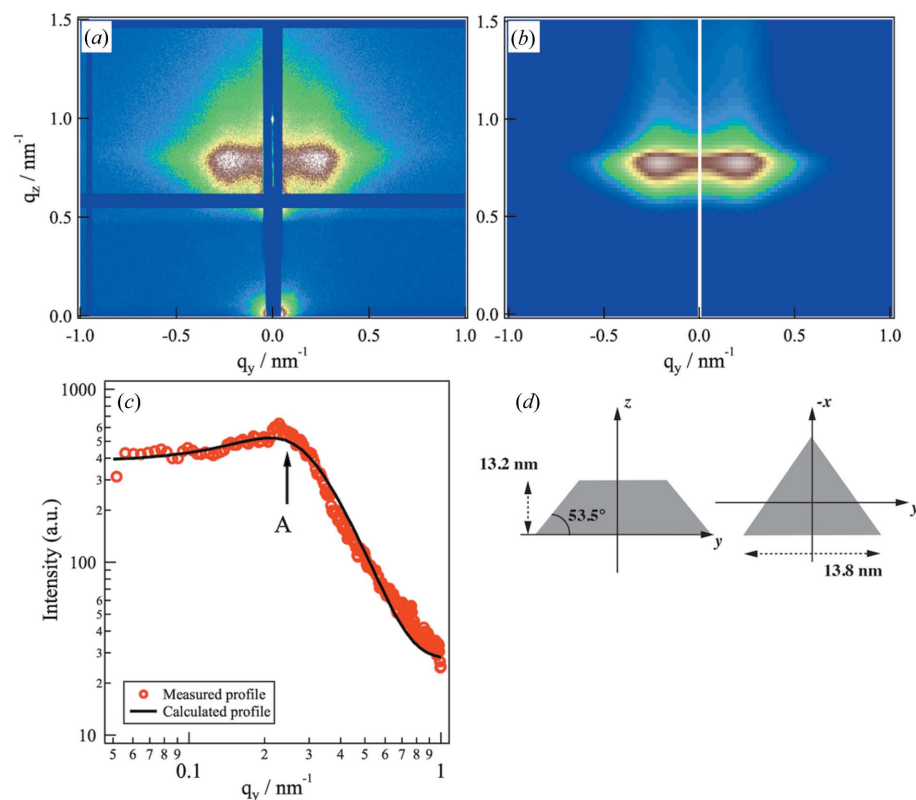 (a)
1.5
1.0
0.5
0.0
q_z / nm⁻¹
-1.0 -0.5 0.0 0.5 1.0
q_y / nm⁻¹
(b)
1.5
1.0
0.5
0.0
-1.0 -0.5 0.0 0.5 1.0
q_y / nm⁻¹
(c)
1000
6
5
4
3
2
100
6
5
4
3
2
10
Intensity (a.u.)
A
Measured profile
Calculated profile
5 6 7 8 9 0.1 2 3 4 5 6 7 8 9 1
q_y / nm⁻¹
(d)
z
13.2 nm
53.5°
y
-x
y
13.8 nm